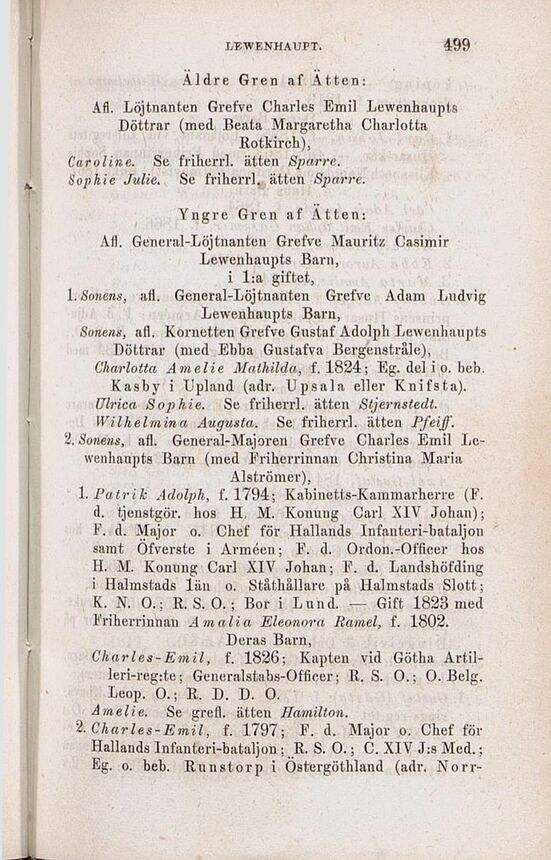 LEWENHAUPT. 499
Äldre Gren af Ätten:
Afl. Löjtnanten Grefve Charles Emil Lewenhaupts
Döttrar (med Beata Margaretha Charlotta
Rotkirch),
Caroline. Se friherrl. ätten Sparre.
Sophie Julie. Se friherrl. ätten Sparre.
Yngre Gren af Ätten:
Afl. General-Löjtnanten Grefve Mauritz Casimir
Lewenhaupts Barn,
i 1:a giftet,
1. Sonens, afl. General-Löjtnanten Grefve Adam Ludvig
Lewenhaupts Barn,
Sonens, afl. Kornetten Grefve Gustaf Adolph Lewenhaupts
Döttrar (med Ebba Gustafva Bergenstråle),
Charlotta Amelie Mathilda, f. 1824; Eg. del i o. beb.
Kasby i Upland (adr. Upsala eller Knifsta).
Ulrica Sophie. Se friherrl. ätten Stjernstedt.
Wilhelmina Augusta. Se friherrl. ätten Pfeiff.
2. Sonens, afl. General-Majoren Grefve Charles Emil Le-
wenhaupts Barn (med Friherrinnan Christina Maria
Alströmer),
1. Patrik Adolph, f. 1794; Kabinetts-Kammarherre (F.
d. tjenstgör. hos H. M. Konung Carl XIV Johan);
F. d. Major o. Chef för Hallands Infanteri-bataljon
samt Öfverste i Arméen; F. d. Ordon.-Officer hos
H. M. Konung Carl XIV Johan; F. d. Landshöfding
i Halmstads län o. Ståthållare på Halmstads Slott;
K. N. O.; R. S. O.; Bor i Lund. — Gift 1823 med
Friherrinnan Amalia Eleonora Ramel, f. 1802.
Deras Barn,
Charles-Emil, f. 1826; Kapten vid Götha Artil-
leri-reg:te; Generalstabs-Officer; R. S. O.; O. Belg.
Leop. O.; R. D. D. O.
Amelie. Se grefl. ätten Hamilton.
2. Charles-Emil, f. 1797; F. d. Major o. Chef för
Hallands Infanteri-bataljon; R. S. O.; C. XIV J:s Med.;
Eg. o. beb. Runstorp i Östergöthland (adr. Norr-